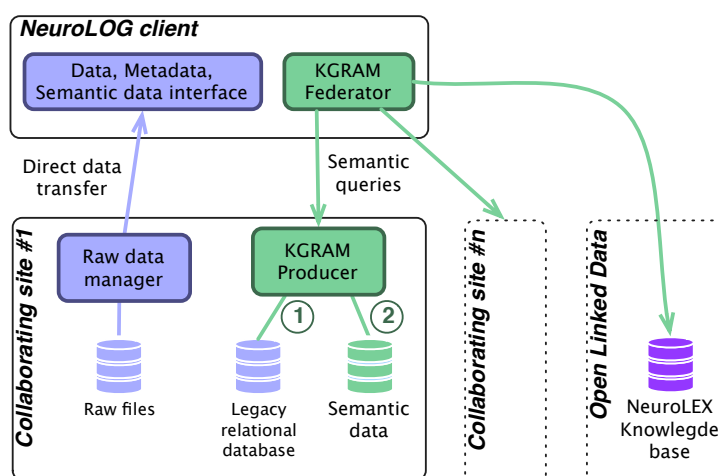 NeuroLOG client
Data, Metadata,
Semantic data interface
KGRAM
Federator
Direct data
transfer
Semantic
queries
Collaborating site #1
Raw data
manager
KGRAM
Producer
1
2
Raw files
Legacy
relational
database
Semantic
data
Collaborating site #n
Open Linked Data
NeuroLEX
Knowlegde
base